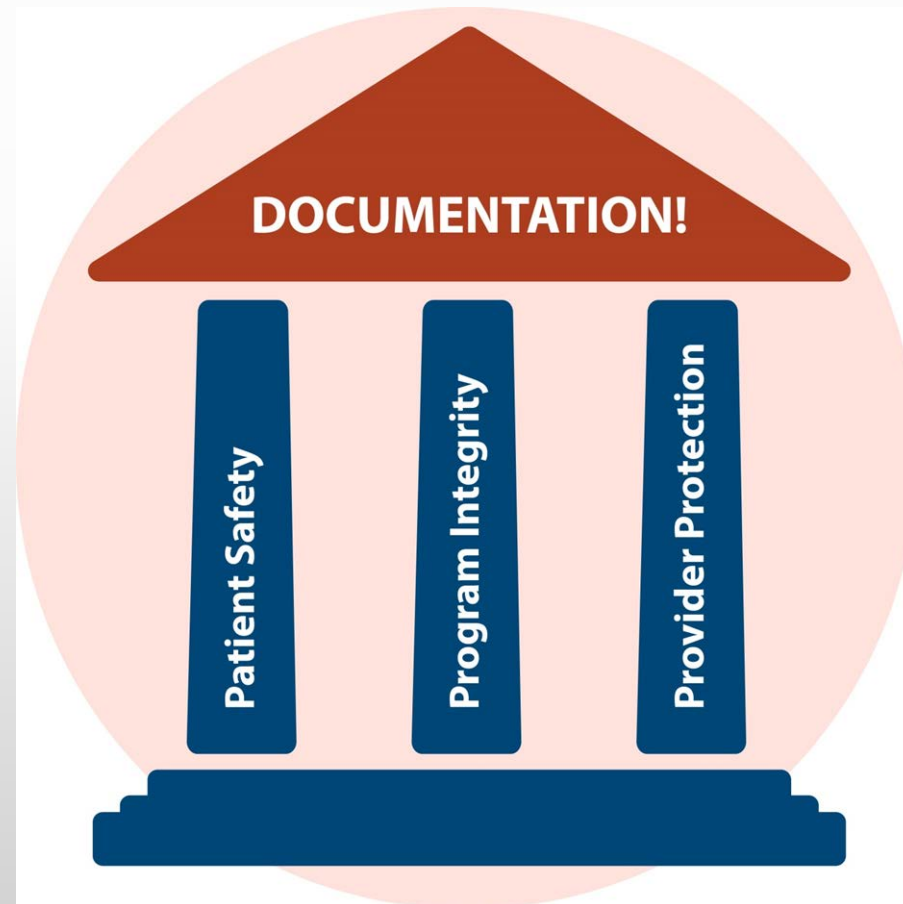 DOCUMENTATION!
Patient Safety
Program Integrity
Provider Protection